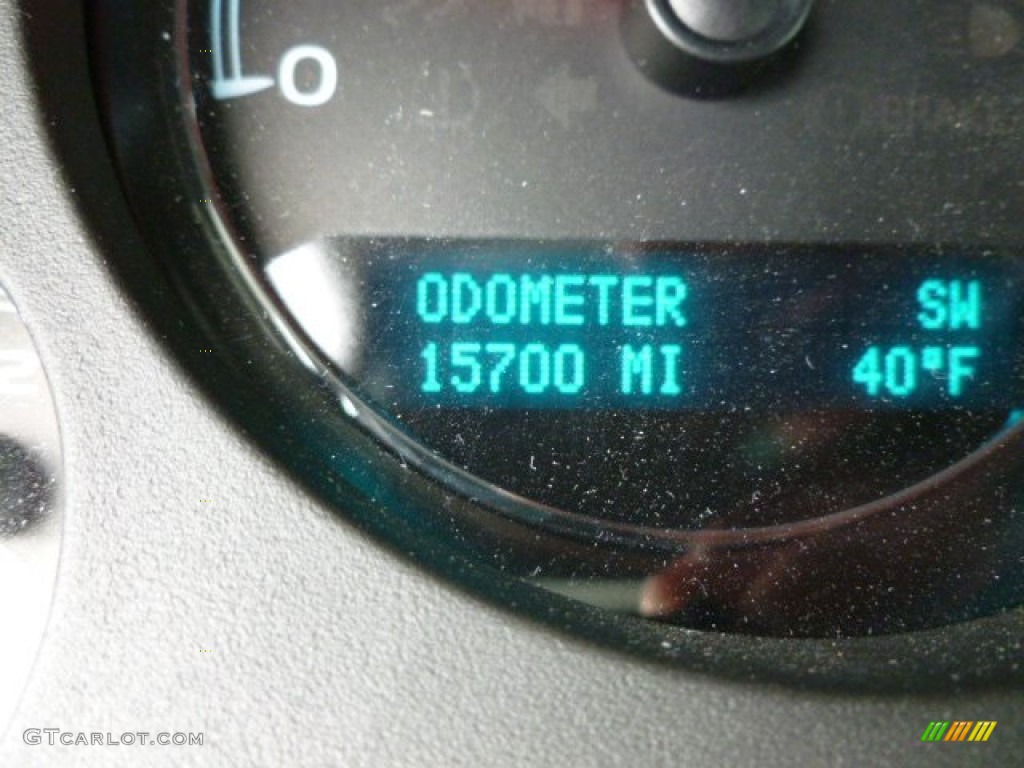 0
ODOMETER SW
15700 MI 40°F
GTCARLOT.COM